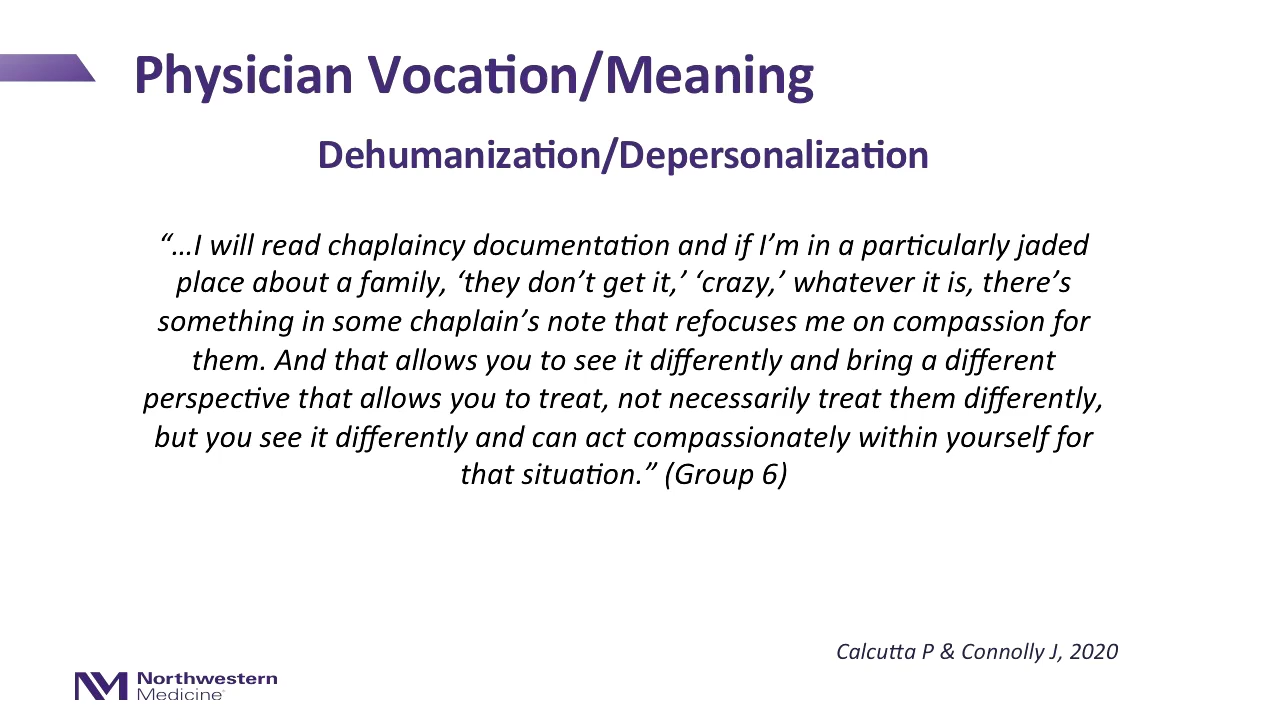 Physician Vocation/Meaning
Dehumanization/Depersonalization
“…I will read chaplaincy documentation and if I’m in a particularly jaded
place about a family, ‘they don’t get it,’ ‘crazy,’ whatever it is, there’s
something in some chaplain’s note that refocuses me on compassion for
them. And that allows you to see it differently and bring a different
perspective that allows you to treat, not necessarily treat them differently,
but you see it differently and can act compassionately within yourself for
that situation.” (Group 6)
Calcutta P & Connolly J, 2020
NM Northwestern
Medicine®